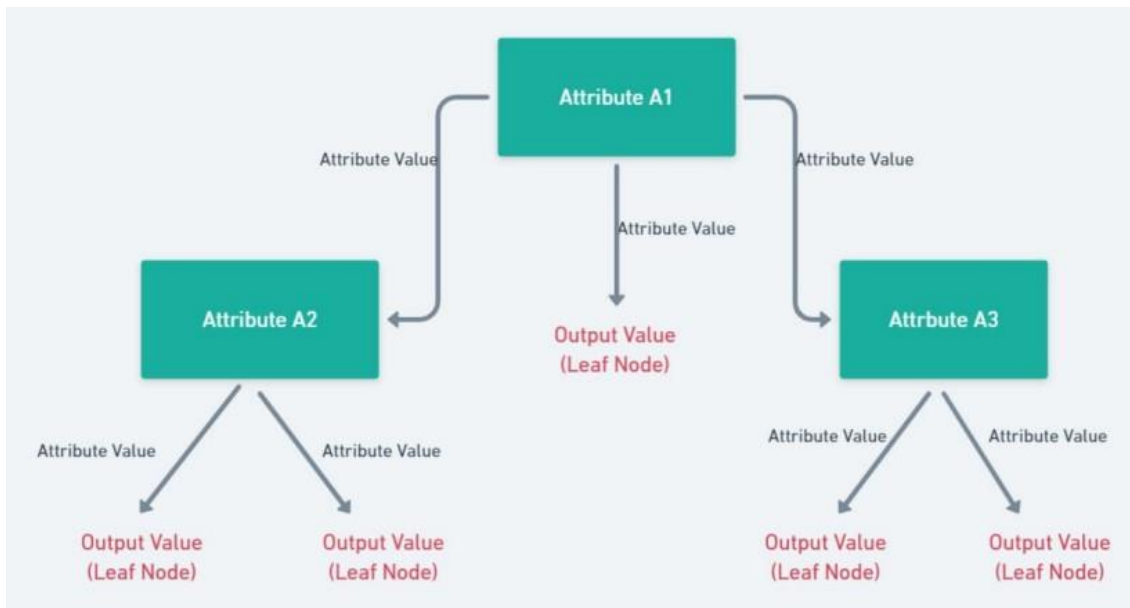 Attribute A1
Attribute Value
Attribute Value
Attribute Value
Attribute A2
Output Value
(Leaf Node)
Attrbute A3
Attribute Value
Attribute Value
Attribute Value
Attribute Value
Output Value
(Leaf Node)
Output Value
(Leaf Node)
Output Value
(Leaf Node)
Output Value
(Leaf Node)